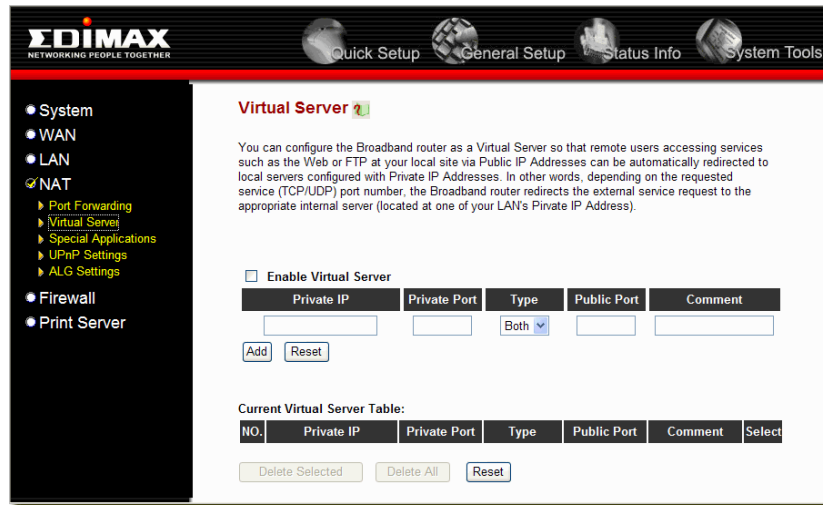 EDIMAX
NETWORKING PEOPLE TOGETHER
Quick Setup
General Setup
Status Info
System Tools
System
WAN
LAN
NAT
Port Forwarding
Virtual Server
Special Applications
UPnP Settings
ALG Settings
Firewall
Print Server
Virtual Server
You can configure the Broadband router as a Virtual Server so that remote users accessing services
such as the Web or FTP at your local site via Public IP Addresses can be automatically redirected to
local servers configured with Private IP Addresses. In other words, depending on the requested
service (TCP/UDP) port number, the Broadband router redirects the external service request to the
appropriate internal server (located at one of your LAN's Private IP Address).
Enable Virtual Server
Private IP Private Port Type Public Port Comment
Both
Add Reset
Current Virtual Server Table:
NO. Private IP Private Port Type Public Port Comment Select
Delete Selected Delete All Reset